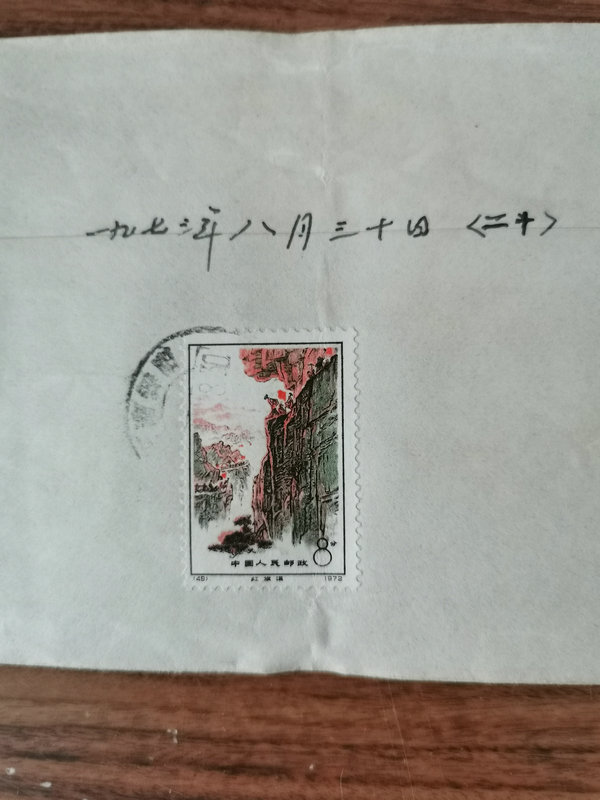 一九七三年八月三十日〈二十〉
8分
中国人民邮政
(49) 红旗渠 1972